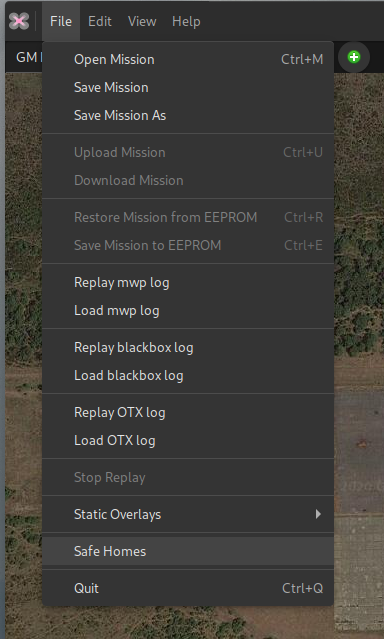 File Edit View Help
GM
Open Mission Ctrl+M
Save Mission
Save Mission As
Upload Mission Ctrl+U
Download Mission
Restore Mission from EEPROM Ctrl+R
Save Mission to EEPROM Ctrl+E
Replay mwp log
Load mwp log
Replay blackbox log
Load blackbox log
Replay OTX log
Load OTX log
Stop Replay
Static Overlays
Safe Homes
Quit Ctrl+Q